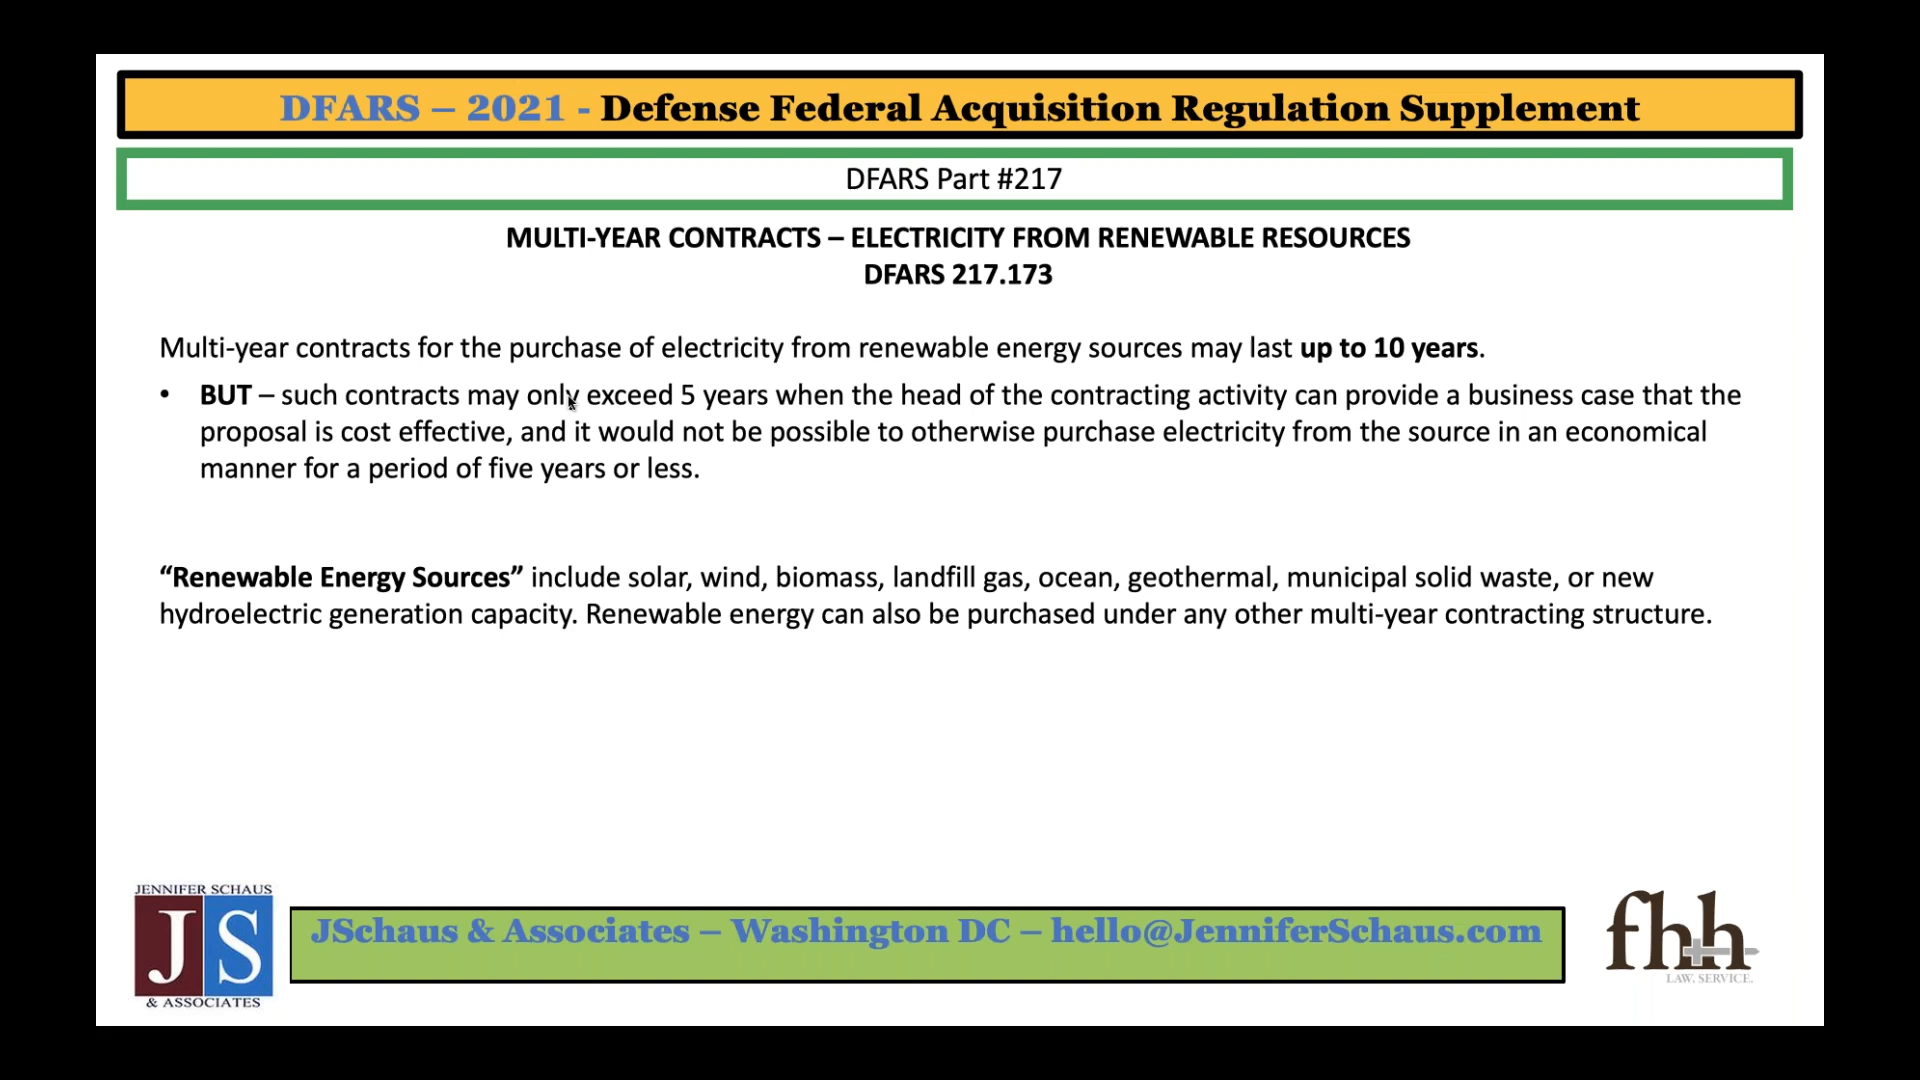 DFARS – 2021 - Defense Federal Acquisition Regulation Supplement
DFARS Part #217
MULTI-YEAR CONTRACTS – ELECTRICITY FROM RENEWABLE RESOURCES
DFARS 217.173
Multi-year contracts for the purchase of electricity from renewable energy sources may last up to 10 years.
• BUT – such contracts may only exceed 5 years when the head of the contracting activity can provide a business case that the
proposal is cost effective, and it would not be possible to otherwise purchase electricity from the source in an economical
manner for a period of five years or less.
“Renewable Energy Sources” include solar, wind, biomass, landfill gas, ocean, geothermal, municipal solid waste, or new
hydroelectric generation capacity. Renewable energy can also be purchased under any other multi-year contracting structure.
JENNIFER SCHAUS
JS
& ASSOCIATES
JSchaus & Associates – Washington DC – hello@JenniferSchaus.com
fhh
LAW. SERVICE.